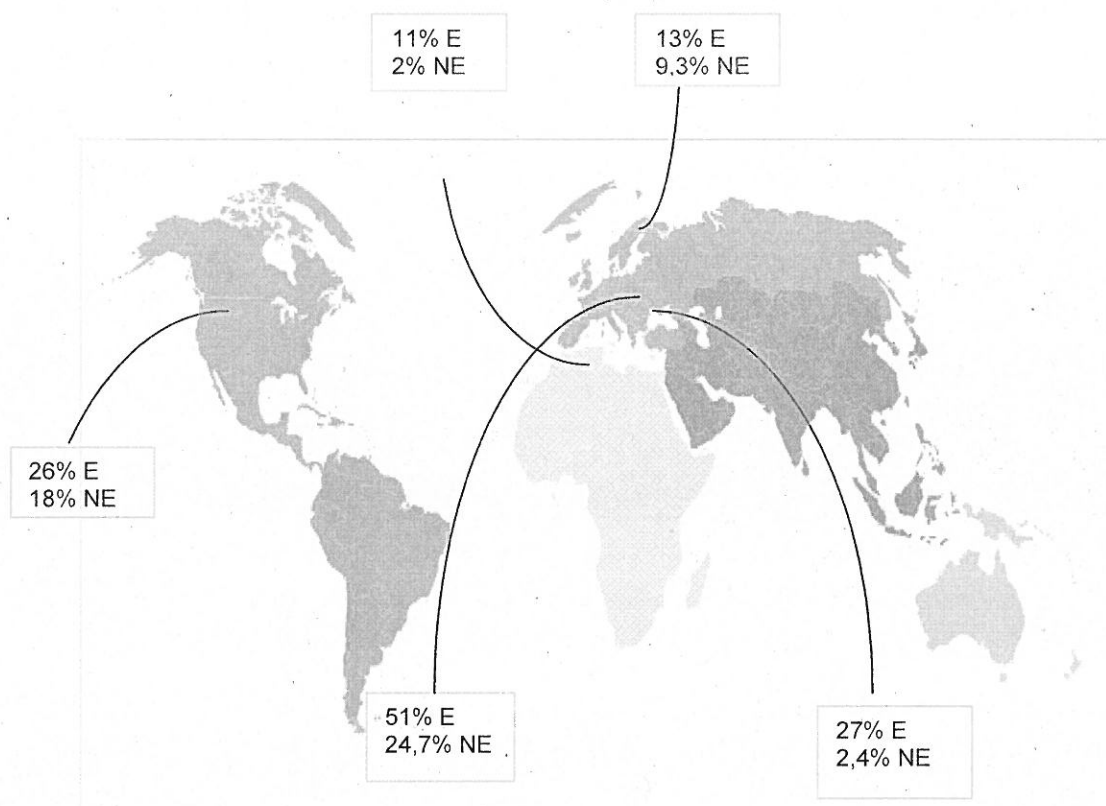 11% E
2% NE
13% E
9,3% NE
26% E
18% NE
51% E
24,7% NE
27% E
2,4% NE